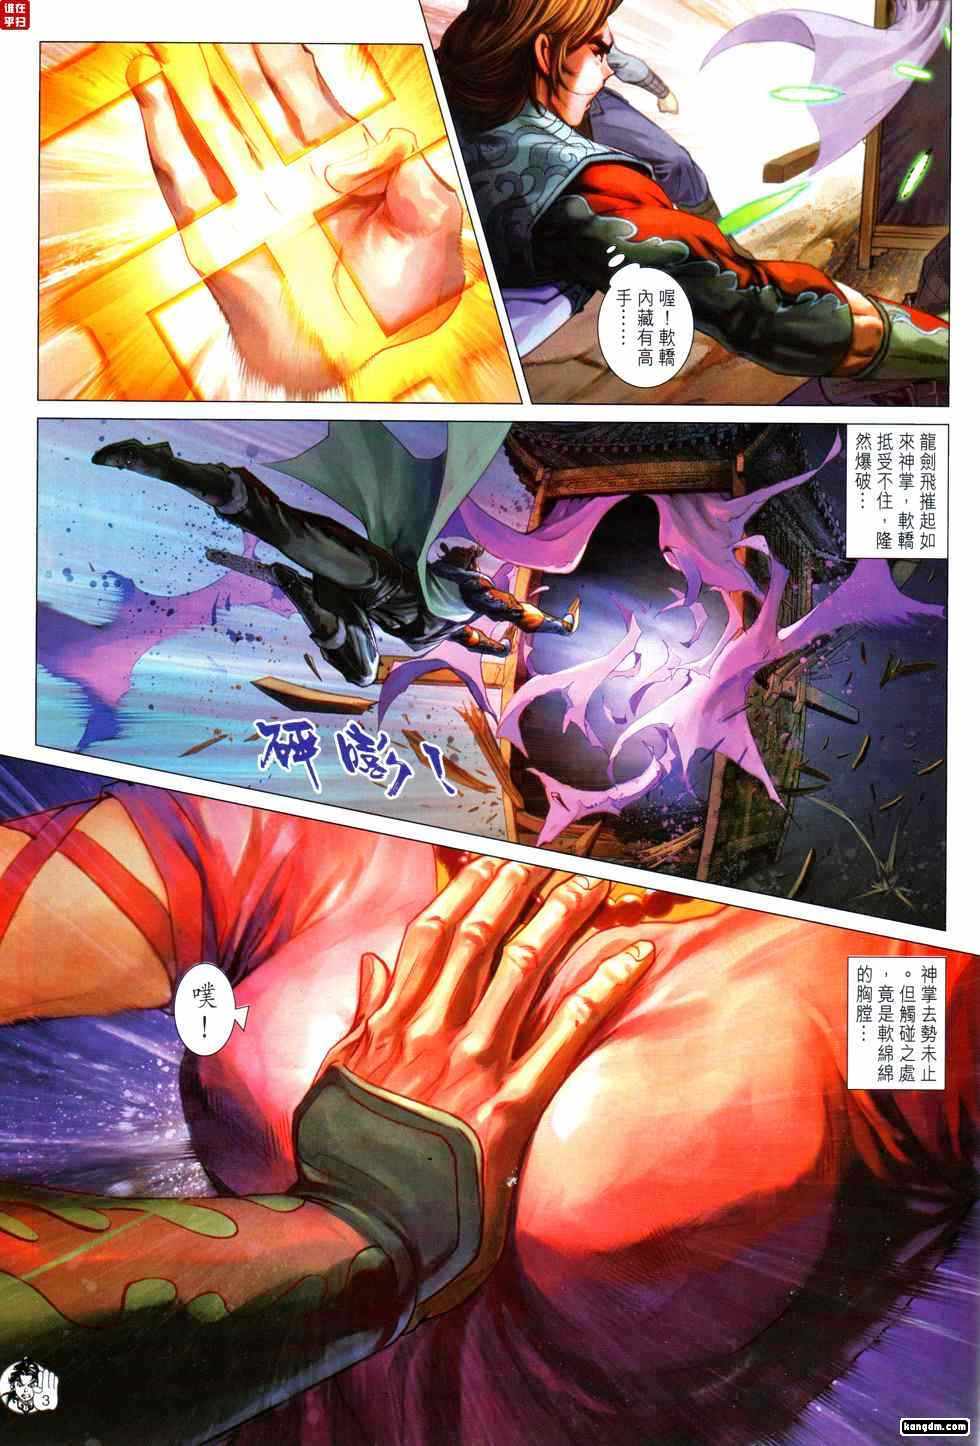 谁在
平扫
喔！軟轎
內藏有高
手……
龍劍飛摧起如
來神掌，軟轎
抵受不住，隆
然爆破…
砰嘭！
神掌去勢未止
。但觸碰之處
，竟是軟綿綿
的胸膛…
噗！
3
kangdm.com